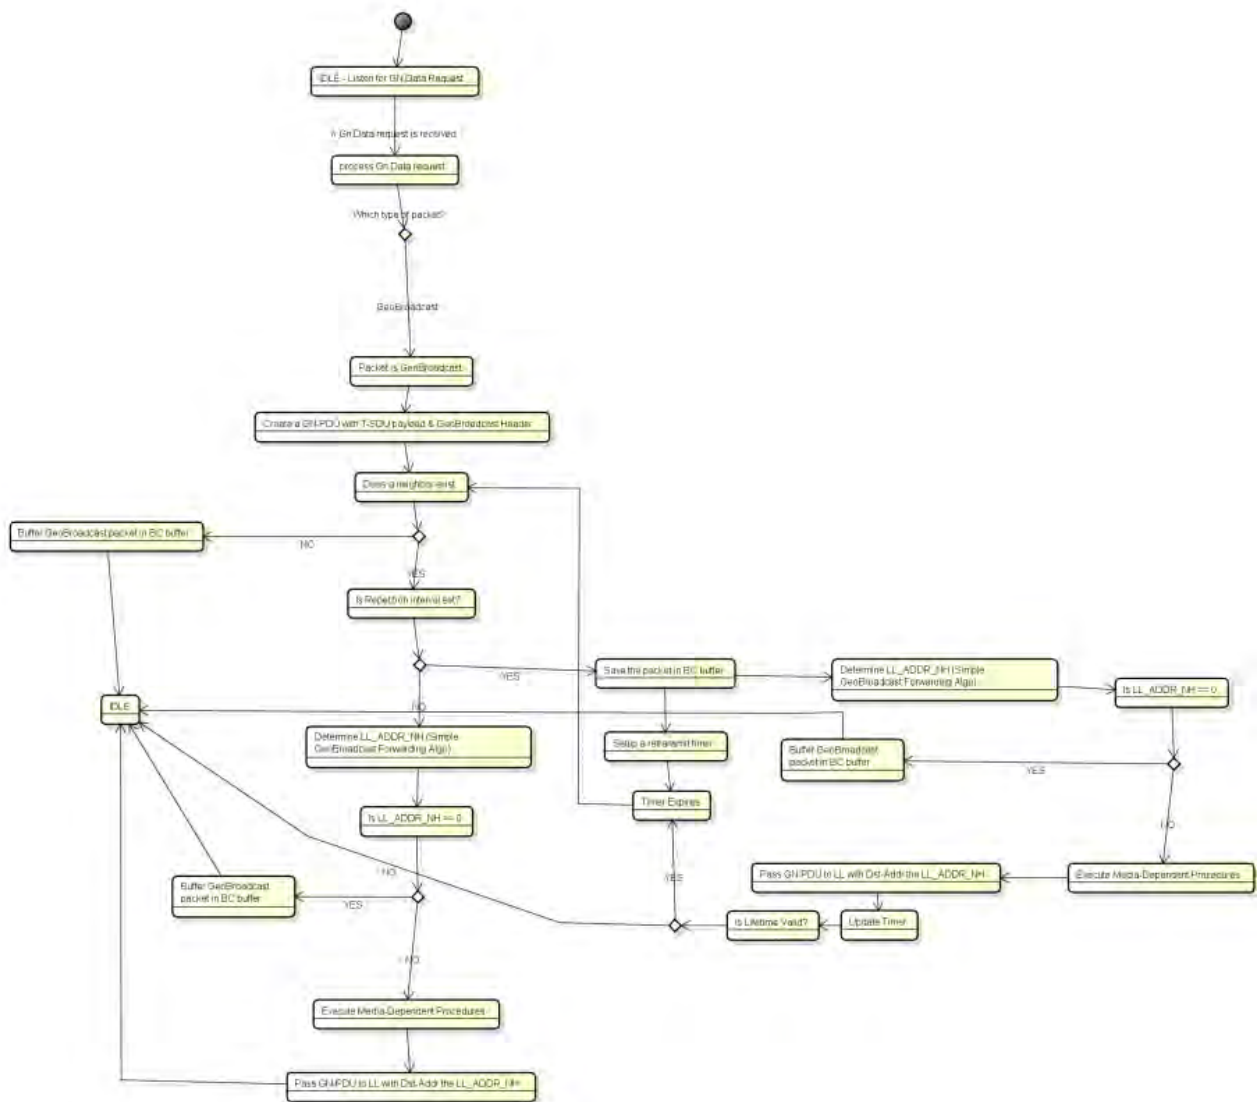 IDLE - Listen for GN Data Request
A Gn Data request is received
process Gn Data request
Which type of packet?
GeoBroadcast
Packet is GeoBroadcast
Create a GN-PDU with T-SDU payload & GeoBroadcast Header
Does a neighbor exist
Buffer GeoBroadcast packet in BC buffer
NO
YES
Is Repetition interval set?
YES
Save the packet in BC buffer
Determine LL_ADDR_NH (Simple
GeoBroadcast Forwarding Algo)
Is LL_ADDR_NH == 0
IDLE
NO
Determine LL_ADDR_NH (Simple
GeoBroadcast Forwarding Algo)
Setup a retransmit timer
Buffer GeoBroadcast
packet in BC buffer
YES
Timer Expires
Is LL_ADDR_NH == 0
NO
Pass GN-PDU to LL with Dst-Addr the LL_ADDR_NH
Execute Media-Dependent Procedures
NO
YES
Buffer GeoBroadcast
packet in BC buffer
YES
Is Lifetime Valid?
Update Timer
NO
Execute Media-Dependent Procedures
Pass GN-PDU to LL with Dst-Addr the LL_ADDR_NH